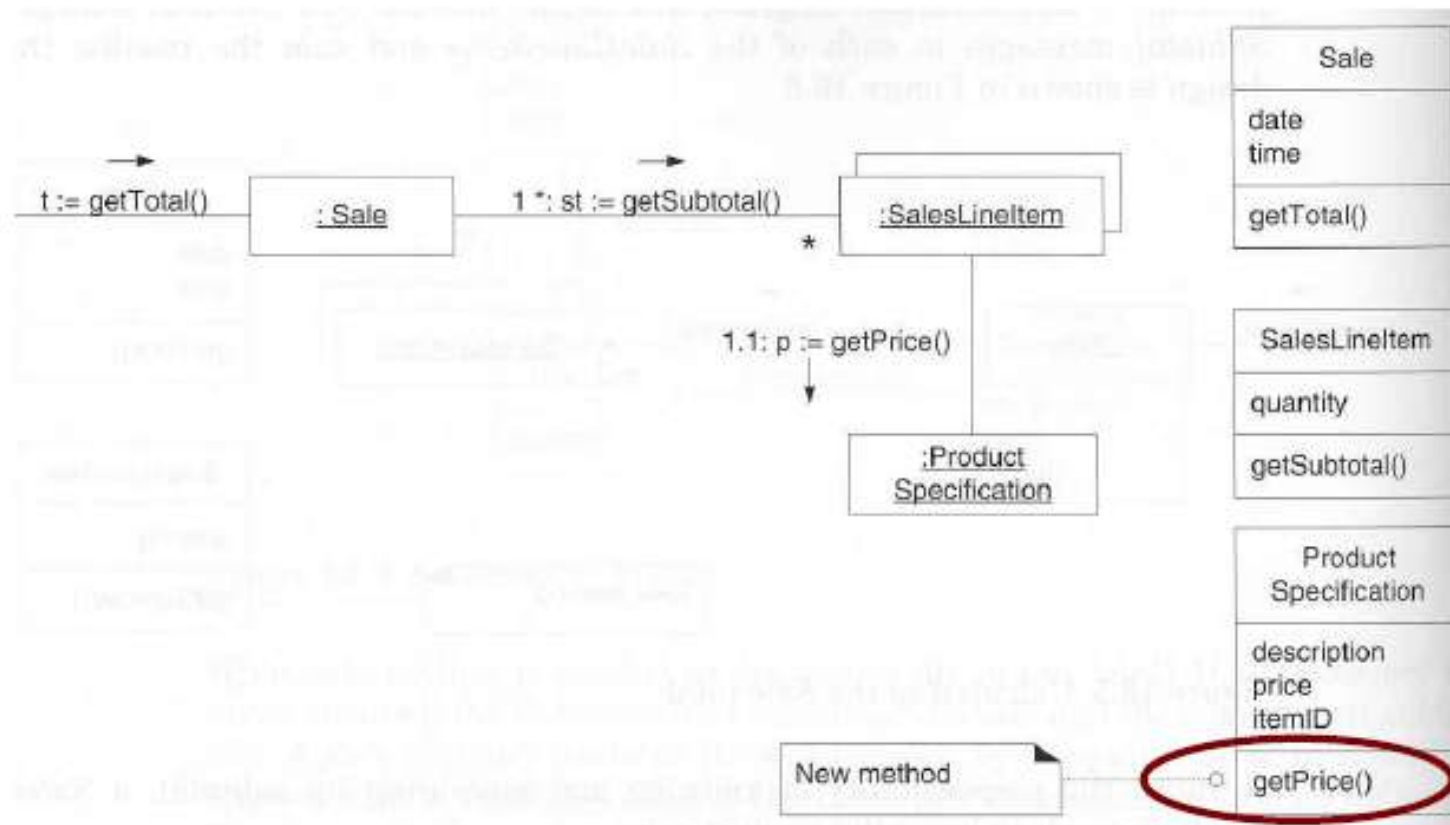 Sale
date
time
getTotal()
t := getTotal()
: Sale
1 *: st := getSubtotal()
:SalesLineItem
*
1.1: p := getPrice()
:Product
Specification
SalesLineItem
quantity
getSubtotal()
Product
Specification
description
price
itemID
getPrice()
New method